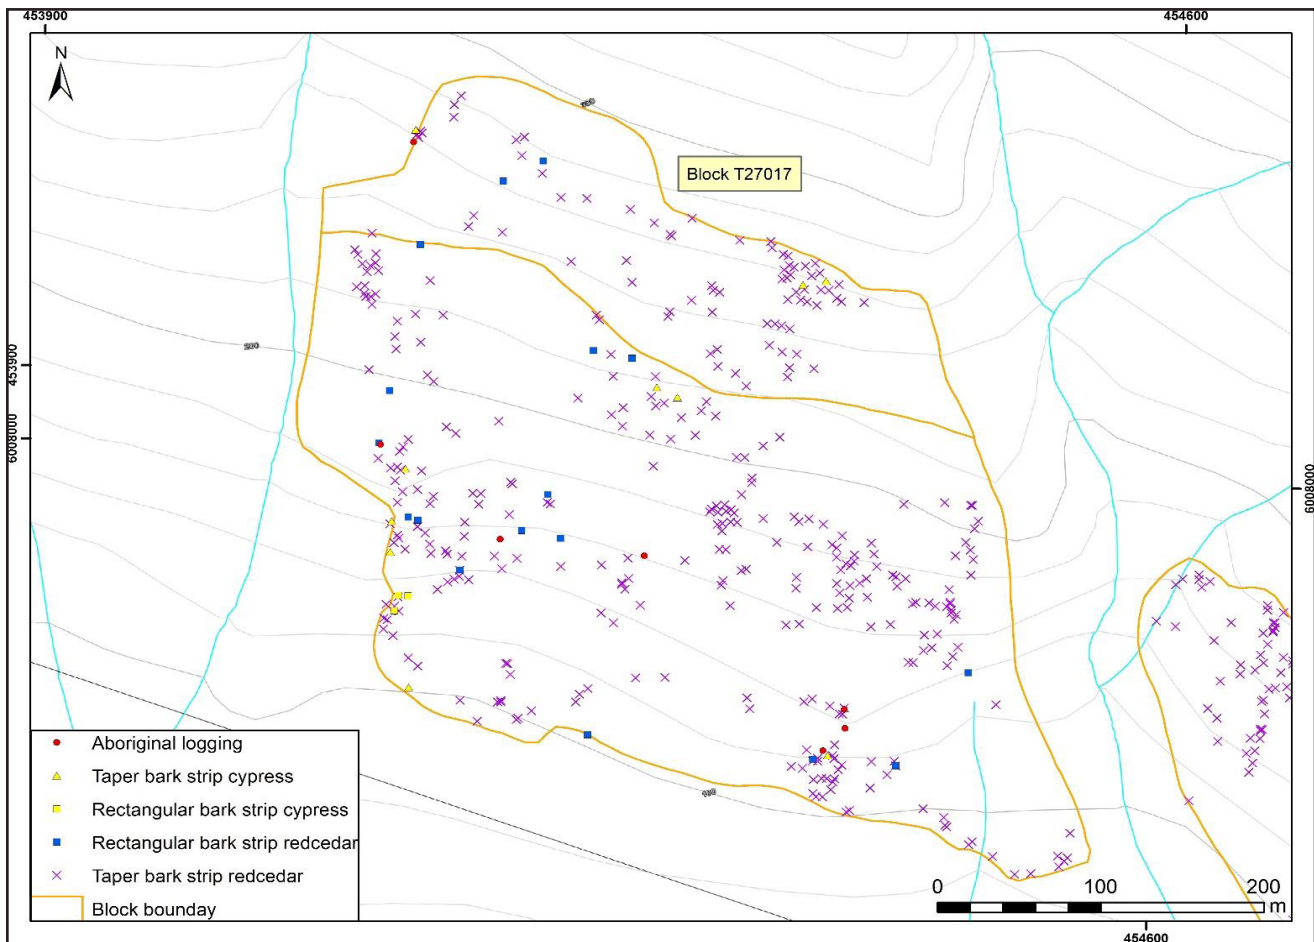 453900
454600
N
Block T27017
200
453900
6008000
6008000
Aboriginal logging
Taper bark strip cypress
Rectangular bark strip cypress
Rectangular bark strip redcedar
Taper bark strip redcedar
Block bounday
0 100 200
m
454600